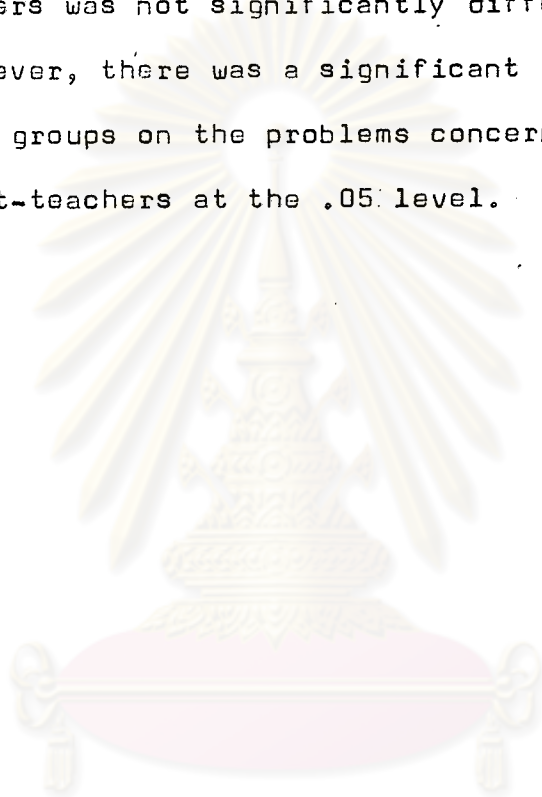 ers was not significantly diff
ever, there was a significant
groups on the problems concer
t-teachers at the .05 level.